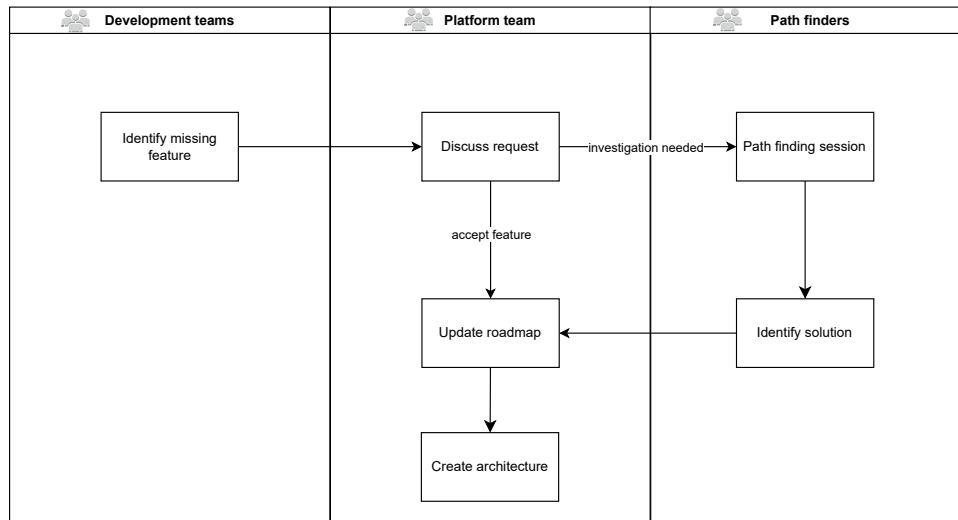 Development teams
Platform team
Path finders
Identify missing
feature
Discuss request
investigation needed
Path finding session
accept feature
Update roadmap
Identify solution
Create architecture